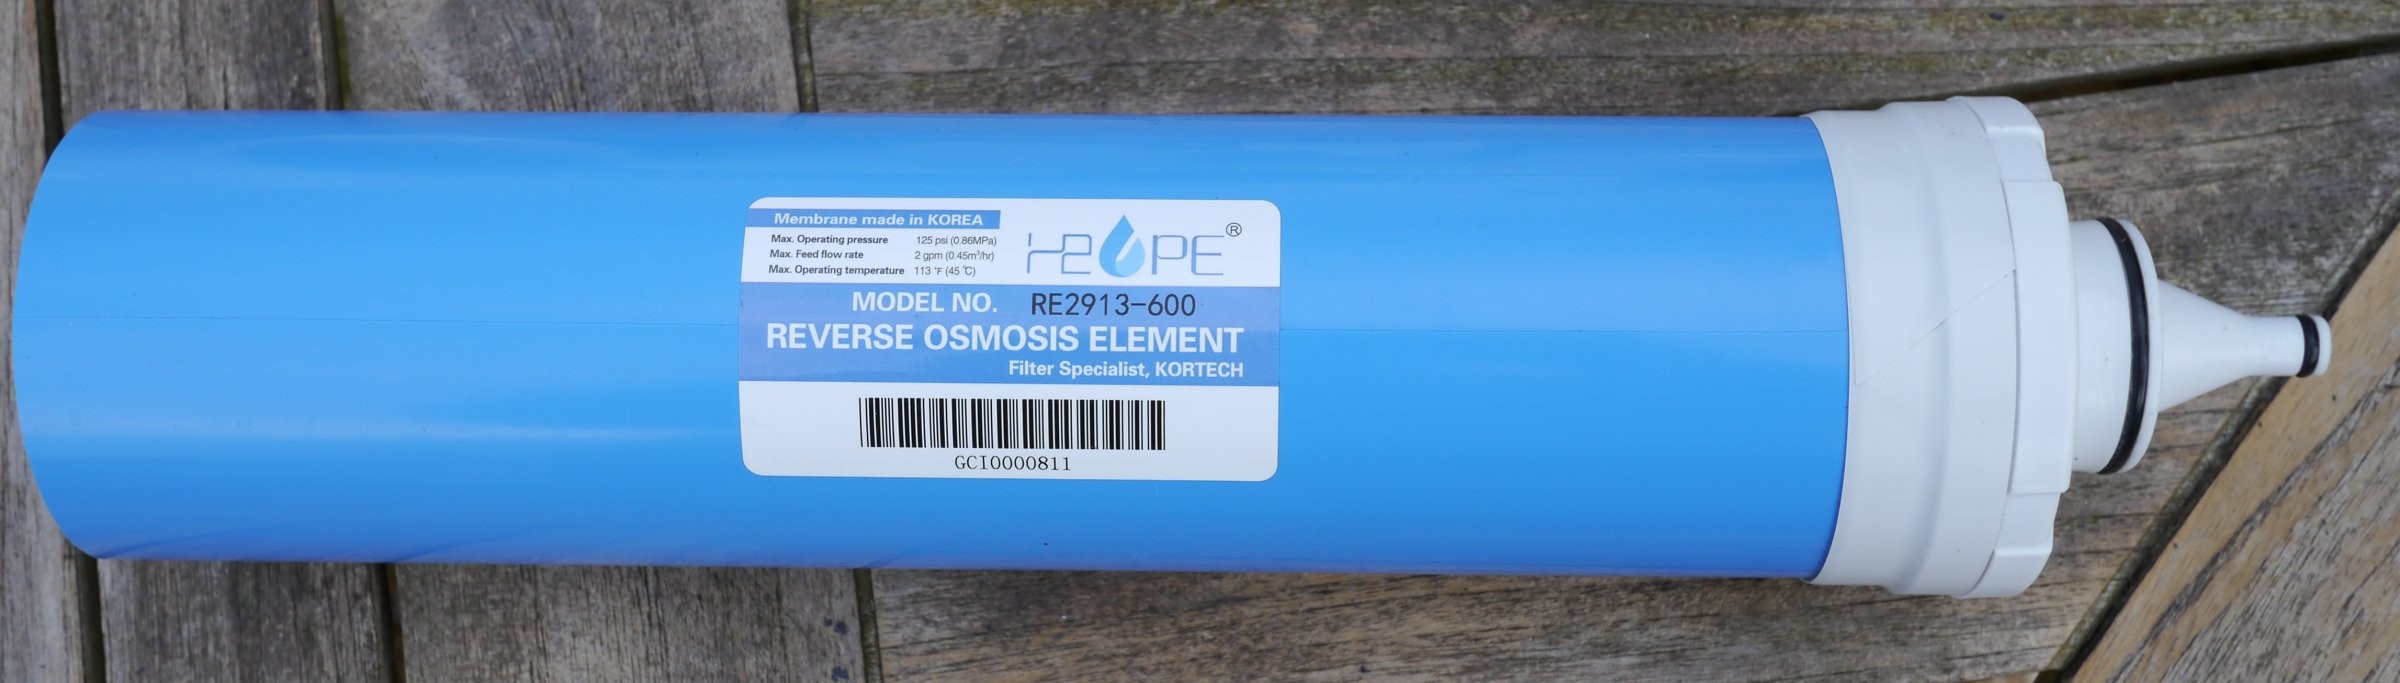 Membrane made in KOREA
Max. Operating pressure 125 psi (0.86MPa)
Max. Feed flow rate 2 gpm (0.45m³/hr)
Max. Operating temperature 113 °F (45 ℃)
H2OPE®
MODEL NO. RE2913-600
REVERSE OSMOSIS ELEMENT
Filter Specialist, KORTECH
GCI0000811